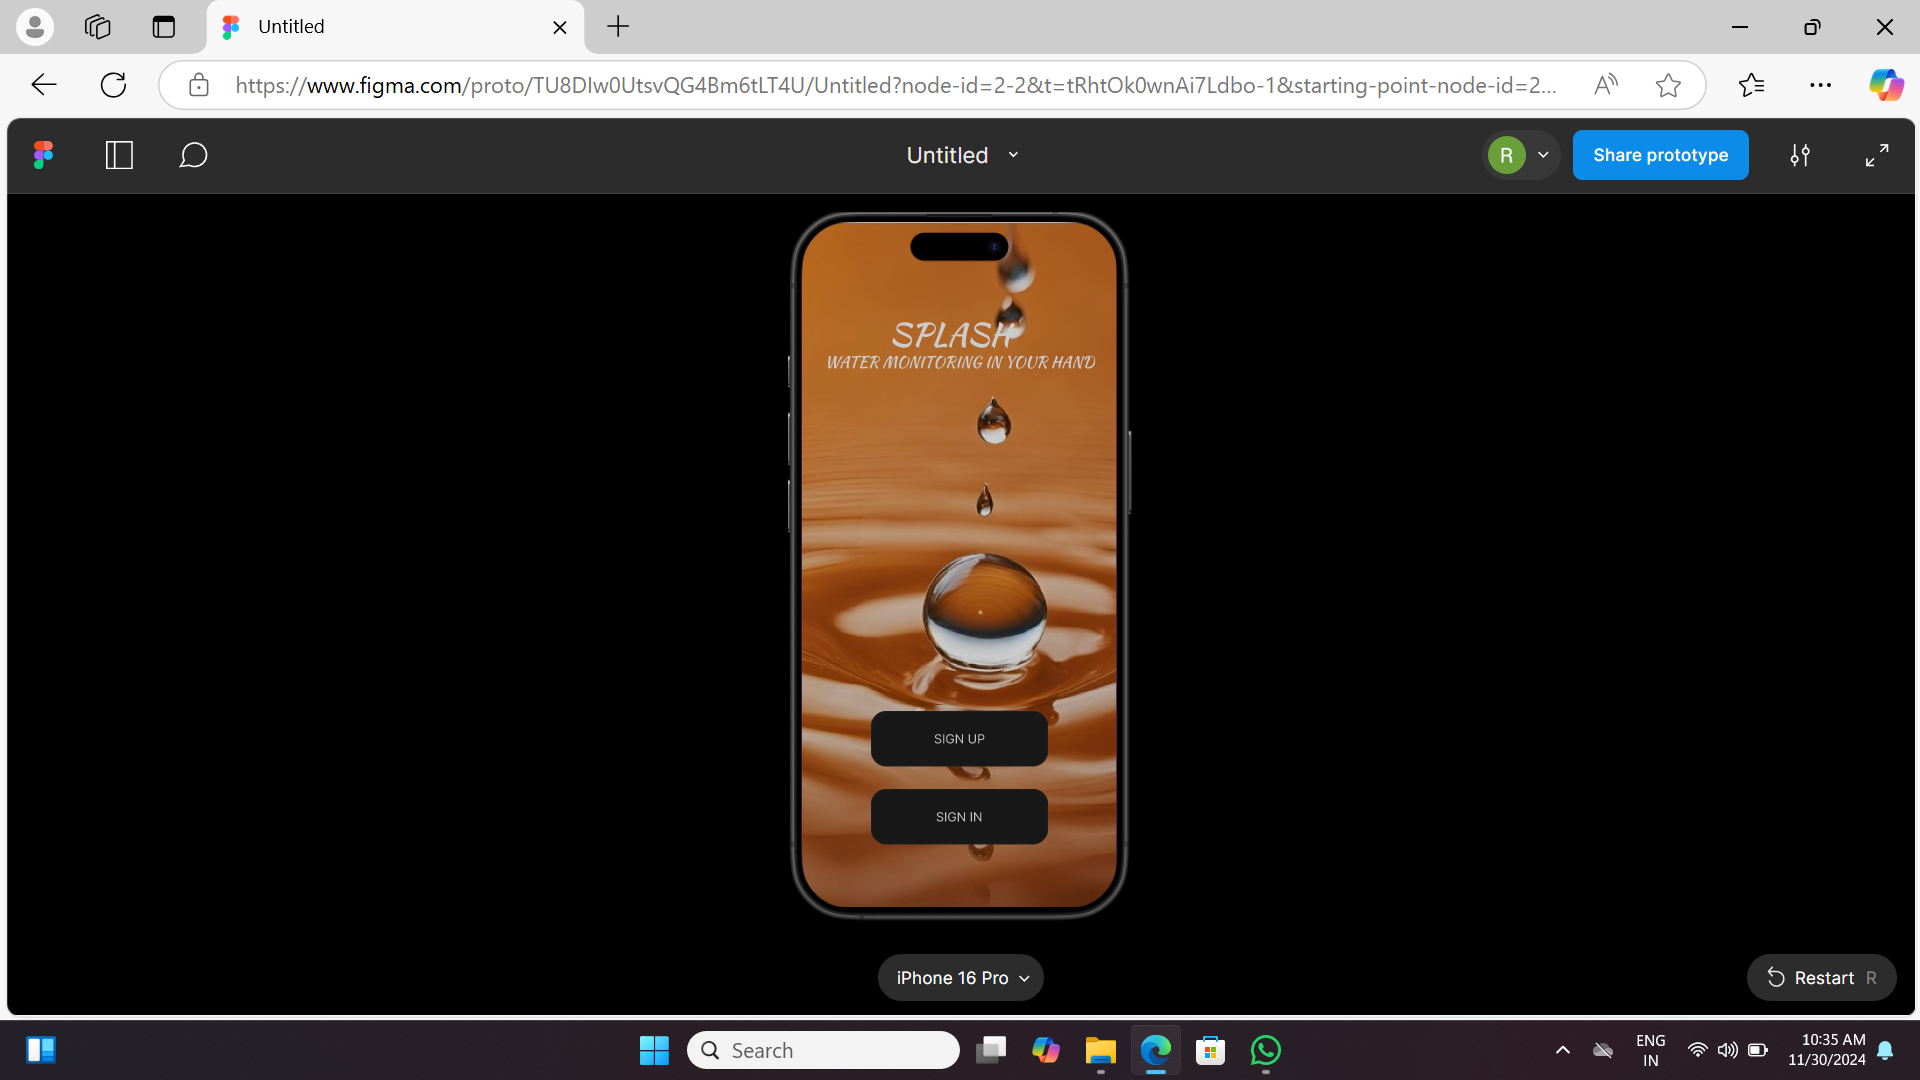 Untitled
https://www.figma.com/proto/TU8DIw0UtsvQG4Bm6tLT4U/Untitled?node-id=2-2&t=tRhtOk0wnAi7Ldbo-1&starting-point-node-id=2...
Untitled
R
Share prototype
SPLASH
WATER MONITORING IN YOUR HAND
SIGN UP
SIGN IN
iPhone 16 Pro
Restart R
Search
ENG
IN
10:35 AM
11/30/2024